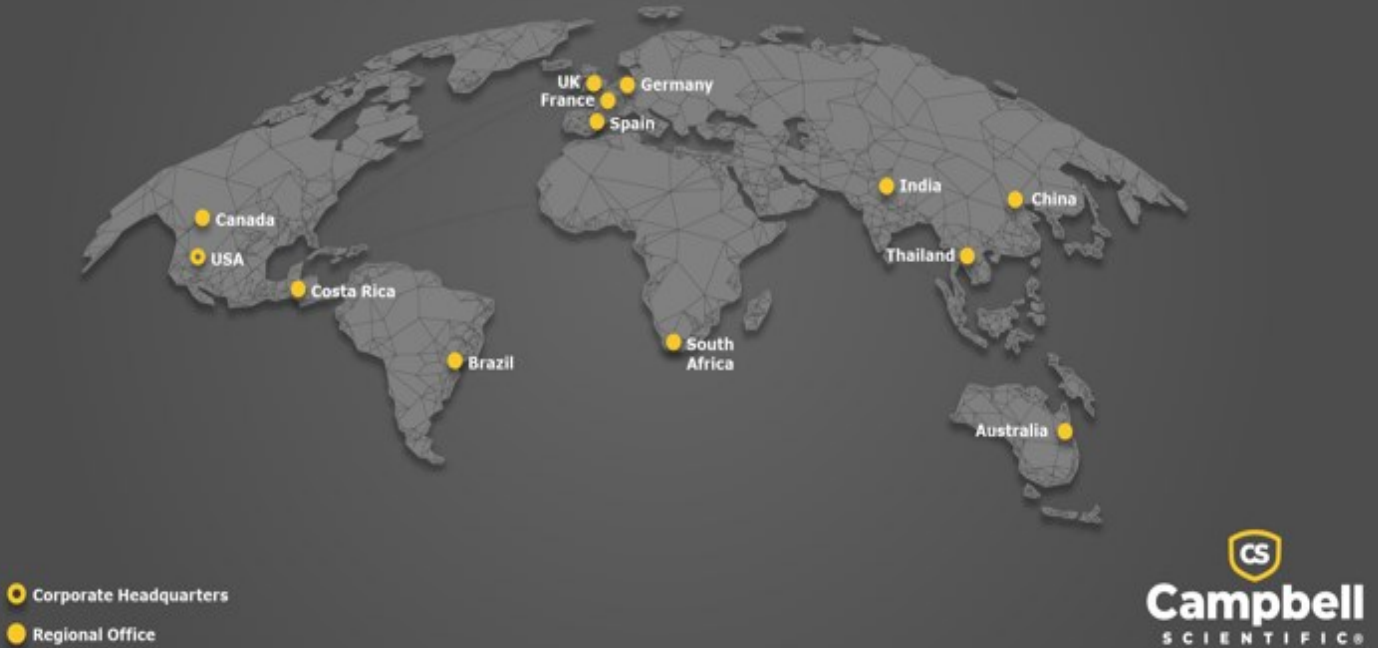 UK
Germany
France
Spain
India
China
Canada
Thailand
USA
Costa Rica
South
Africa
Brazil
Australia
Corporate Headquarters
Regional Office
CS
Campbell
SCIENTIFIC®